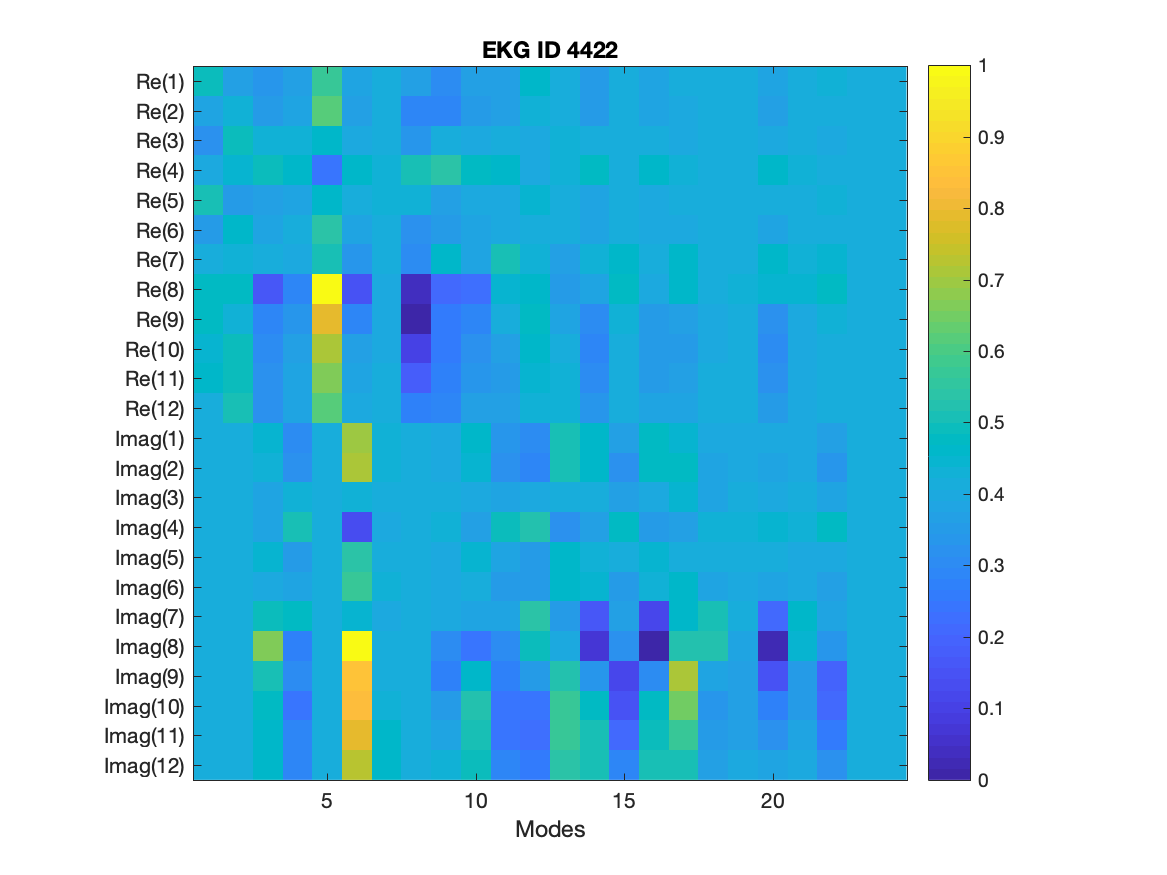 EKG ID 4422
Re(1)
Re(2)
Re(3)
Re(4)
Re(5)
Re(6)
Re(7)
Re(8)
Re(9)
Re(10)
Re(11)
Re(12)
Imag(1)
Imag(2)
Imag(3)
Imag(4)
Imag(5)
Imag(6)
Imag(7)
Imag(8)
Imag(9)
Imag(10)
Imag(11)
Imag(12)
5 10 15 20
Modes
1
0.9
0.8
0.7
0.6
0.5
0.4
0.3
0.2
0.1
0